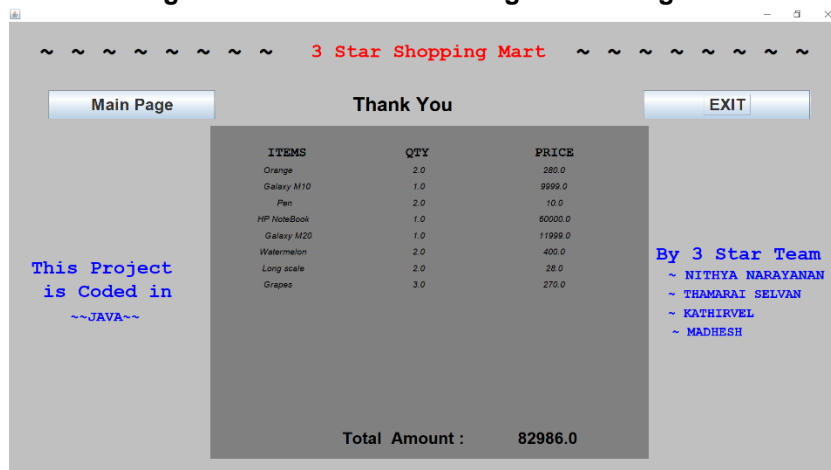 ~ ~ ~ ~ ~ ~ ~ ~ 3 Star Shopping Mart ~ ~ ~ ~ ~ ~ ~ ~
Main Page Thank You EXIT
ITEMS QTY PRICE
Orange 2.0 280.0
Galaxy M10 1.0 9999.0
Pen 2.0 10.0
HP NoteBook 1.0 60000.0
Galaxy M20 1.0 11999.0
Watermelon 2.0 400.0
Long scale 2.0 28.0
Grapes 3.0 270.0
Total Amount : 82986.0
This Project
is Coded in
~~JAVA~~
By 3 Star Team
~ NITHYA NARAYANAN
~ THAMARAI SELVAN
~ KATHIRVEL
~ MADHESH